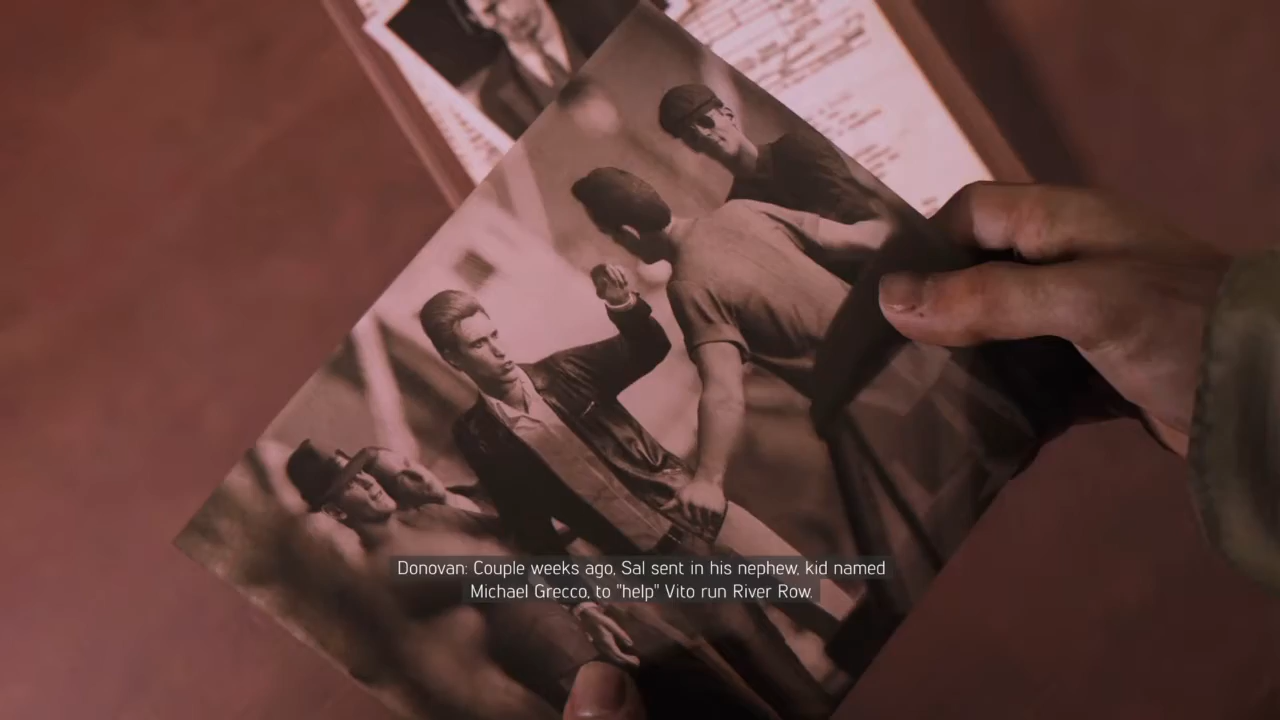 Donovan: Couple weeks ago, Sal sent in his nephew, kid named
Michael Grecco, to "help" Vito run River Row.